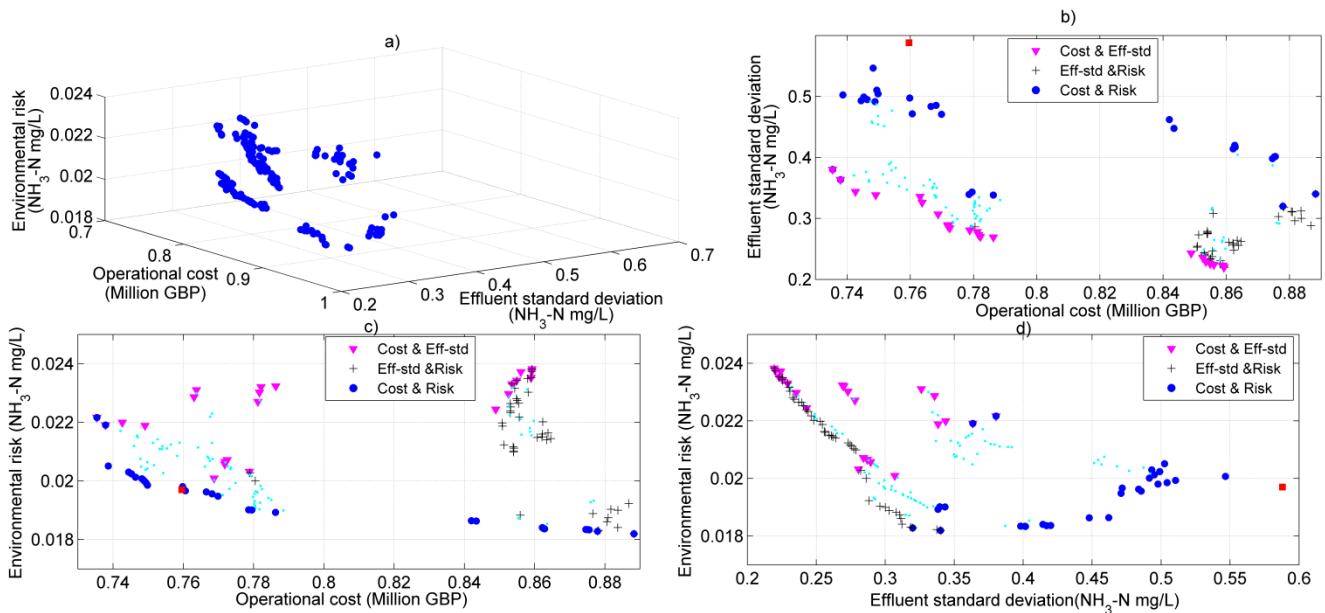 a)
Environmental risk
(NH3-N mg/L)
0.024
0.022
0.02
0.018
0.7
0.8
0.9
1
Operational cost
(Million GBP)
0.2
0.3
0.4
0.5
0.6
0.7
Effluent standard deviation
(NH3-N mg/L)
b)
Effluent standard deviation
(NH3-N mg/L)
0.5
0.4
0.3
0.2
Cost & Eff-std
Eff-std &Risk
Cost & Risk
0.74 0.76 0.78 0.8 0.82 0.84 0.86 0.88
Operational cost (Million GBP)
c)
Environmental risk (NH3-N mg/L)
0.024
0.022
0.02
0.018
Cost & Eff-std
Eff-std &Risk
Cost & Risk
0.74 0.76 0.78 0.8 0.82 0.84 0.86 0.88
Operational cost (Million GBP)
d)
Environmental risk (NH3-N mg/L)
0.024
0.022
0.02
0.018
Cost & Eff-std
Eff-std &Risk
Cost & Risk
0.2 0.25 0.3 0.35 0.4 0.45 0.5 0.55 0.6
Effluent standard deviation(NH3-N mg/L)